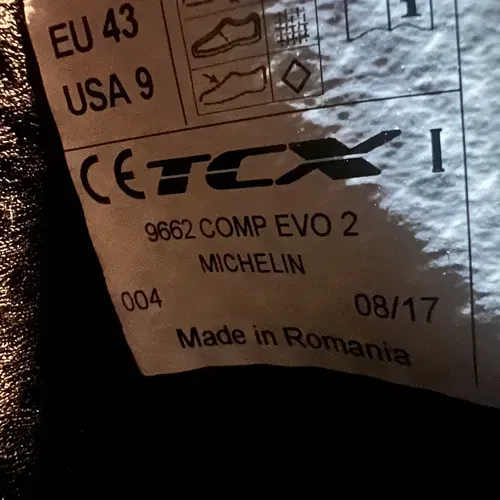 EU 43
USA 9
CE TCX I
9662 COMP EVO 2
MICHELIN
004 08/17
Made in Romania